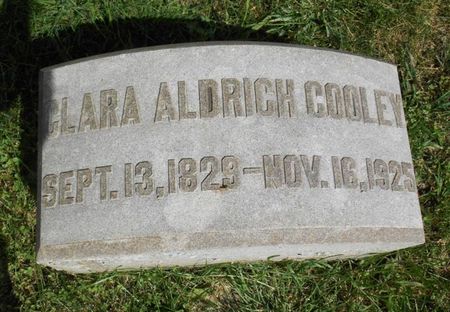 CLARA ALDRICH COOLEY
SEPT. 13, 1829-NOV. 16, 1925